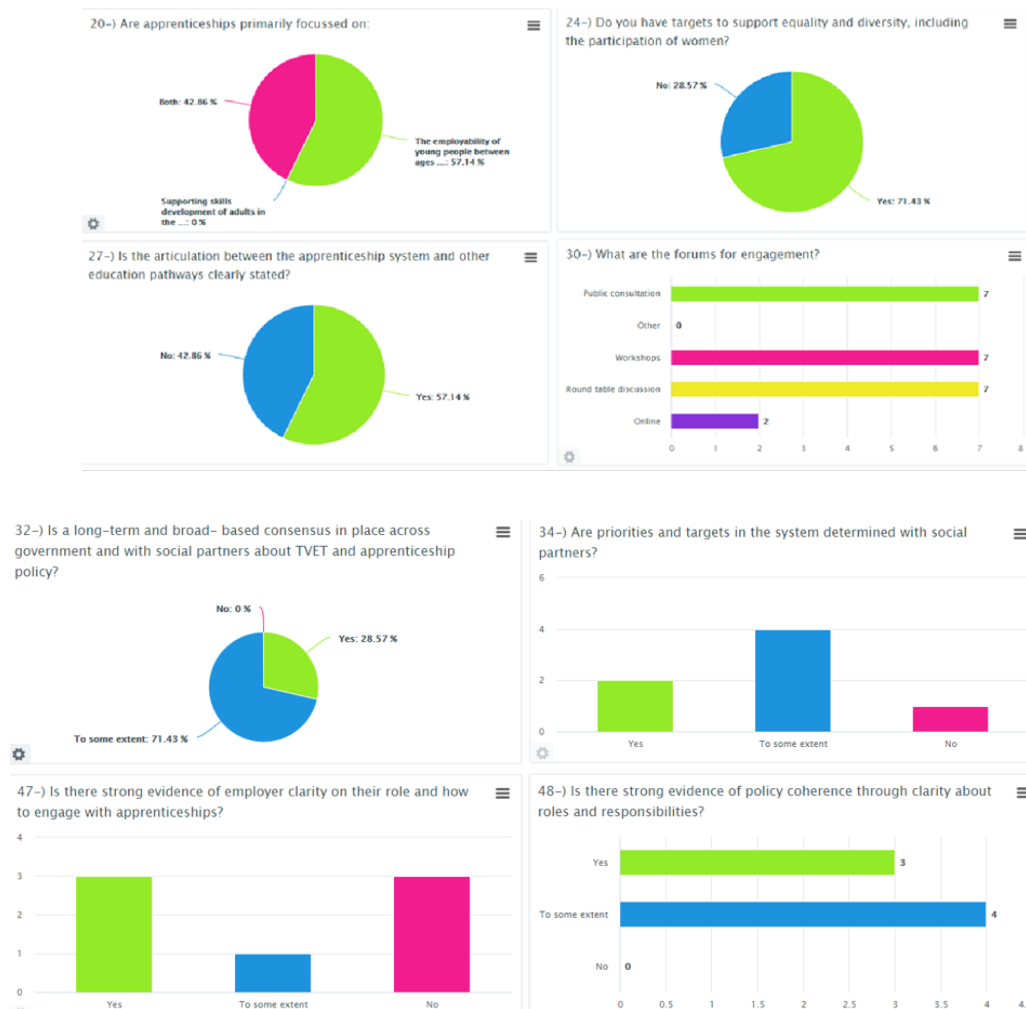 20-) Are apprenticeships primarily focussed on:
Both: 42.86 %
The employability of
young people between
ages ...: 57.14 %
Supporting skills
development of adults in
the ...: 0 %
24-) Do you have targets to support equality and diversity, including
the participation of women?
No: 28.57 %
Yes: 71.43 %
27-) Is the articulation between the apprenticeship system and other
education pathways clearly stated?
No: 42.86 %
Yes: 57.14 %
30-) What are the forums for engagement?
Public consultation 7
Other 0
Workshops 7
Round table discussion 7
Online 2
0 1 2 3 4 5 6 7 8
32-) Is a long-term and broad- based consensus in place across
government and with social partners about TVET and apprenticeship
policy?
No: 0 %
Yes: 28.57 %
To some extent: 71.43 %
34-) Are priorities and targets in the system determined with social
partners?
6
4
2
0
Yes To some extent No
47-) Is there strong evidence of employer clarity on their role and how
to engage with apprenticeships?
4
3
2
1
0
Yes To some extent No
48-) Is there strong evidence of policy coherence through clarity about
roles and responsibilities?
Yes 3
To some extent 4
No 0
0 0.5 1 1.5 2 2.5 3 3.5 4 4.